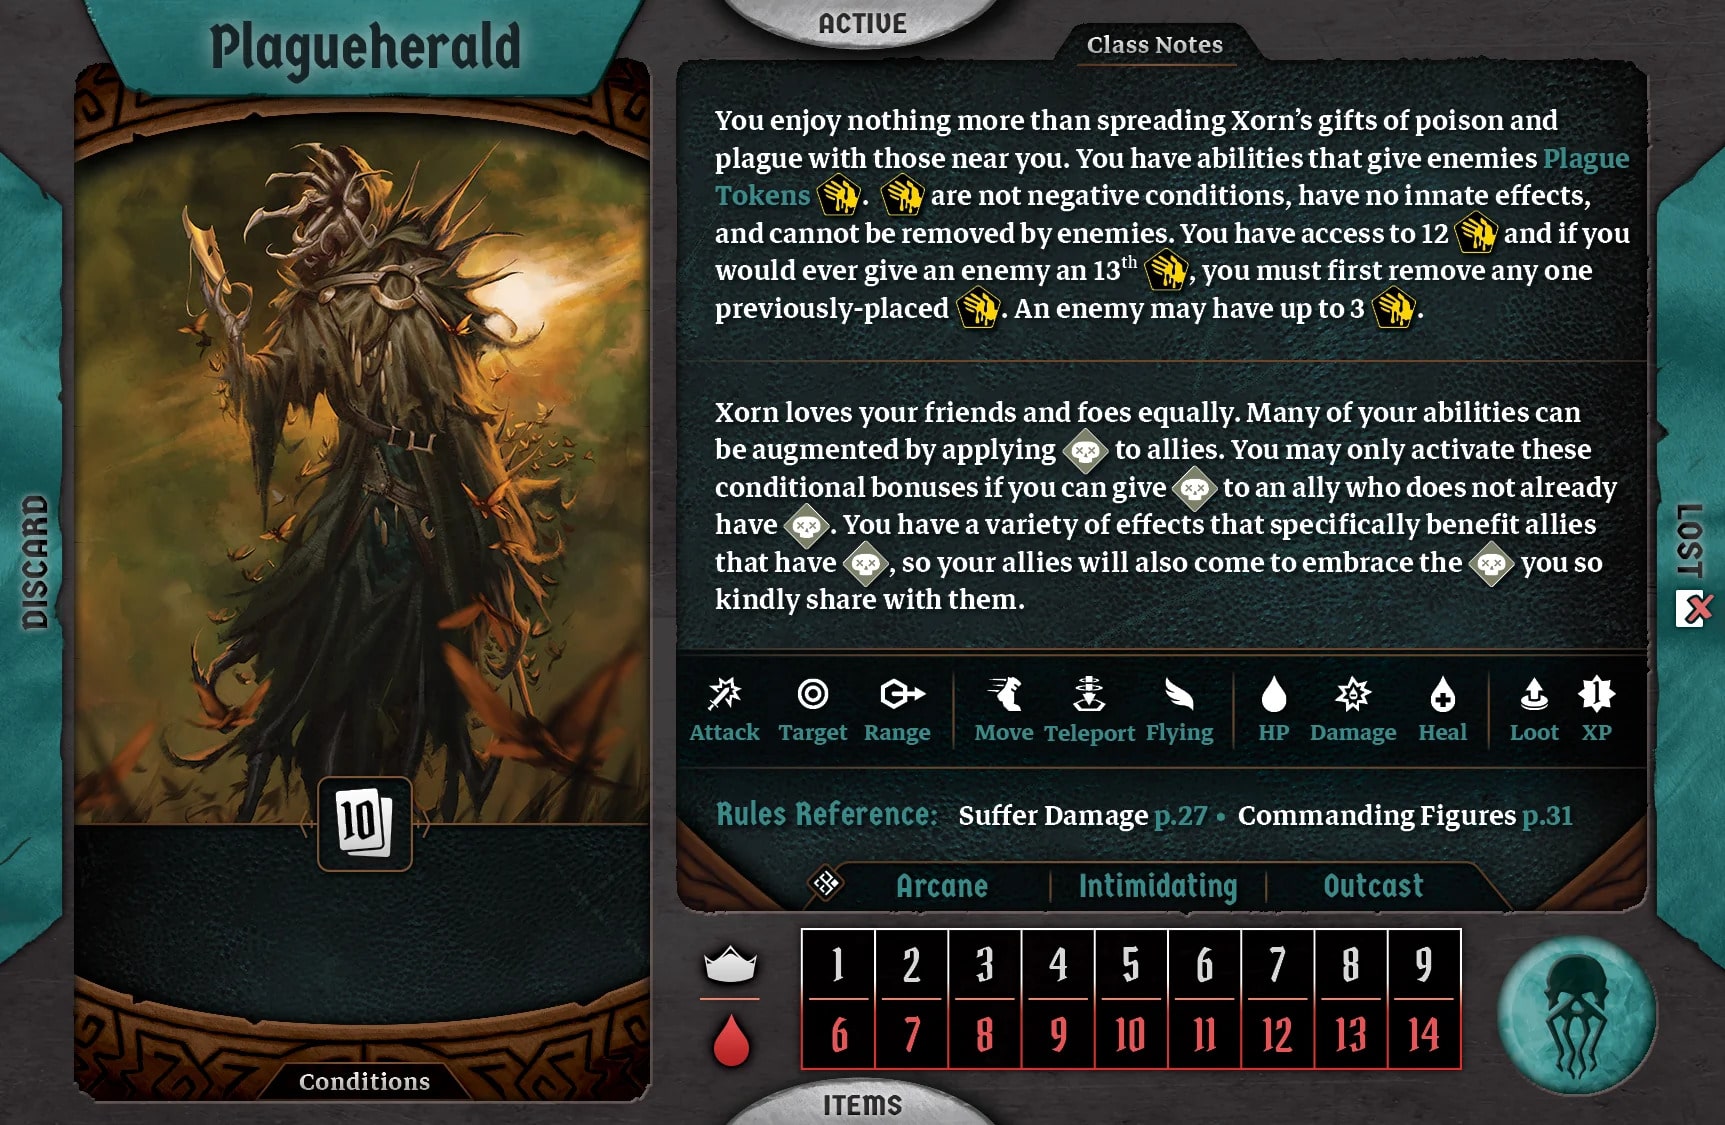 Plagueherald
ACTIVE
Class Notes
You enjoy nothing more than spreading Xorn's gifts of poison and
plague with those near you. You have abilities that give enemies Plague
Tokens . are not negative conditions, have no innate effects,
and cannot be removed by enemies. You have access to 12 and if you
would ever give an enemy an 13th , you must first remove any one
previously-placed . An enemy may have up to 3 .
Xorn loves your friends and foes equally. Many of your abilities can
be augmented by applying to allies. You may only activate these
conditional bonuses if you can give to an ally who does not already
have . You have a variety of effects that specifically benefit allies
that have , so your allies will also come to embrace the you so
kindly share with them.
Attack Target Range Move Teleport Flying HP Damage Heal Loot XP
Rules Reference: Suffer Damage p.27 • Commanding Figures p.31
Arcane Intimidating Outcast
1 2 3 4 5 6 7 8 9
6 7 8 9 10 11 12 13 14
10
Conditions
ITEMS
DISCARD
LOST